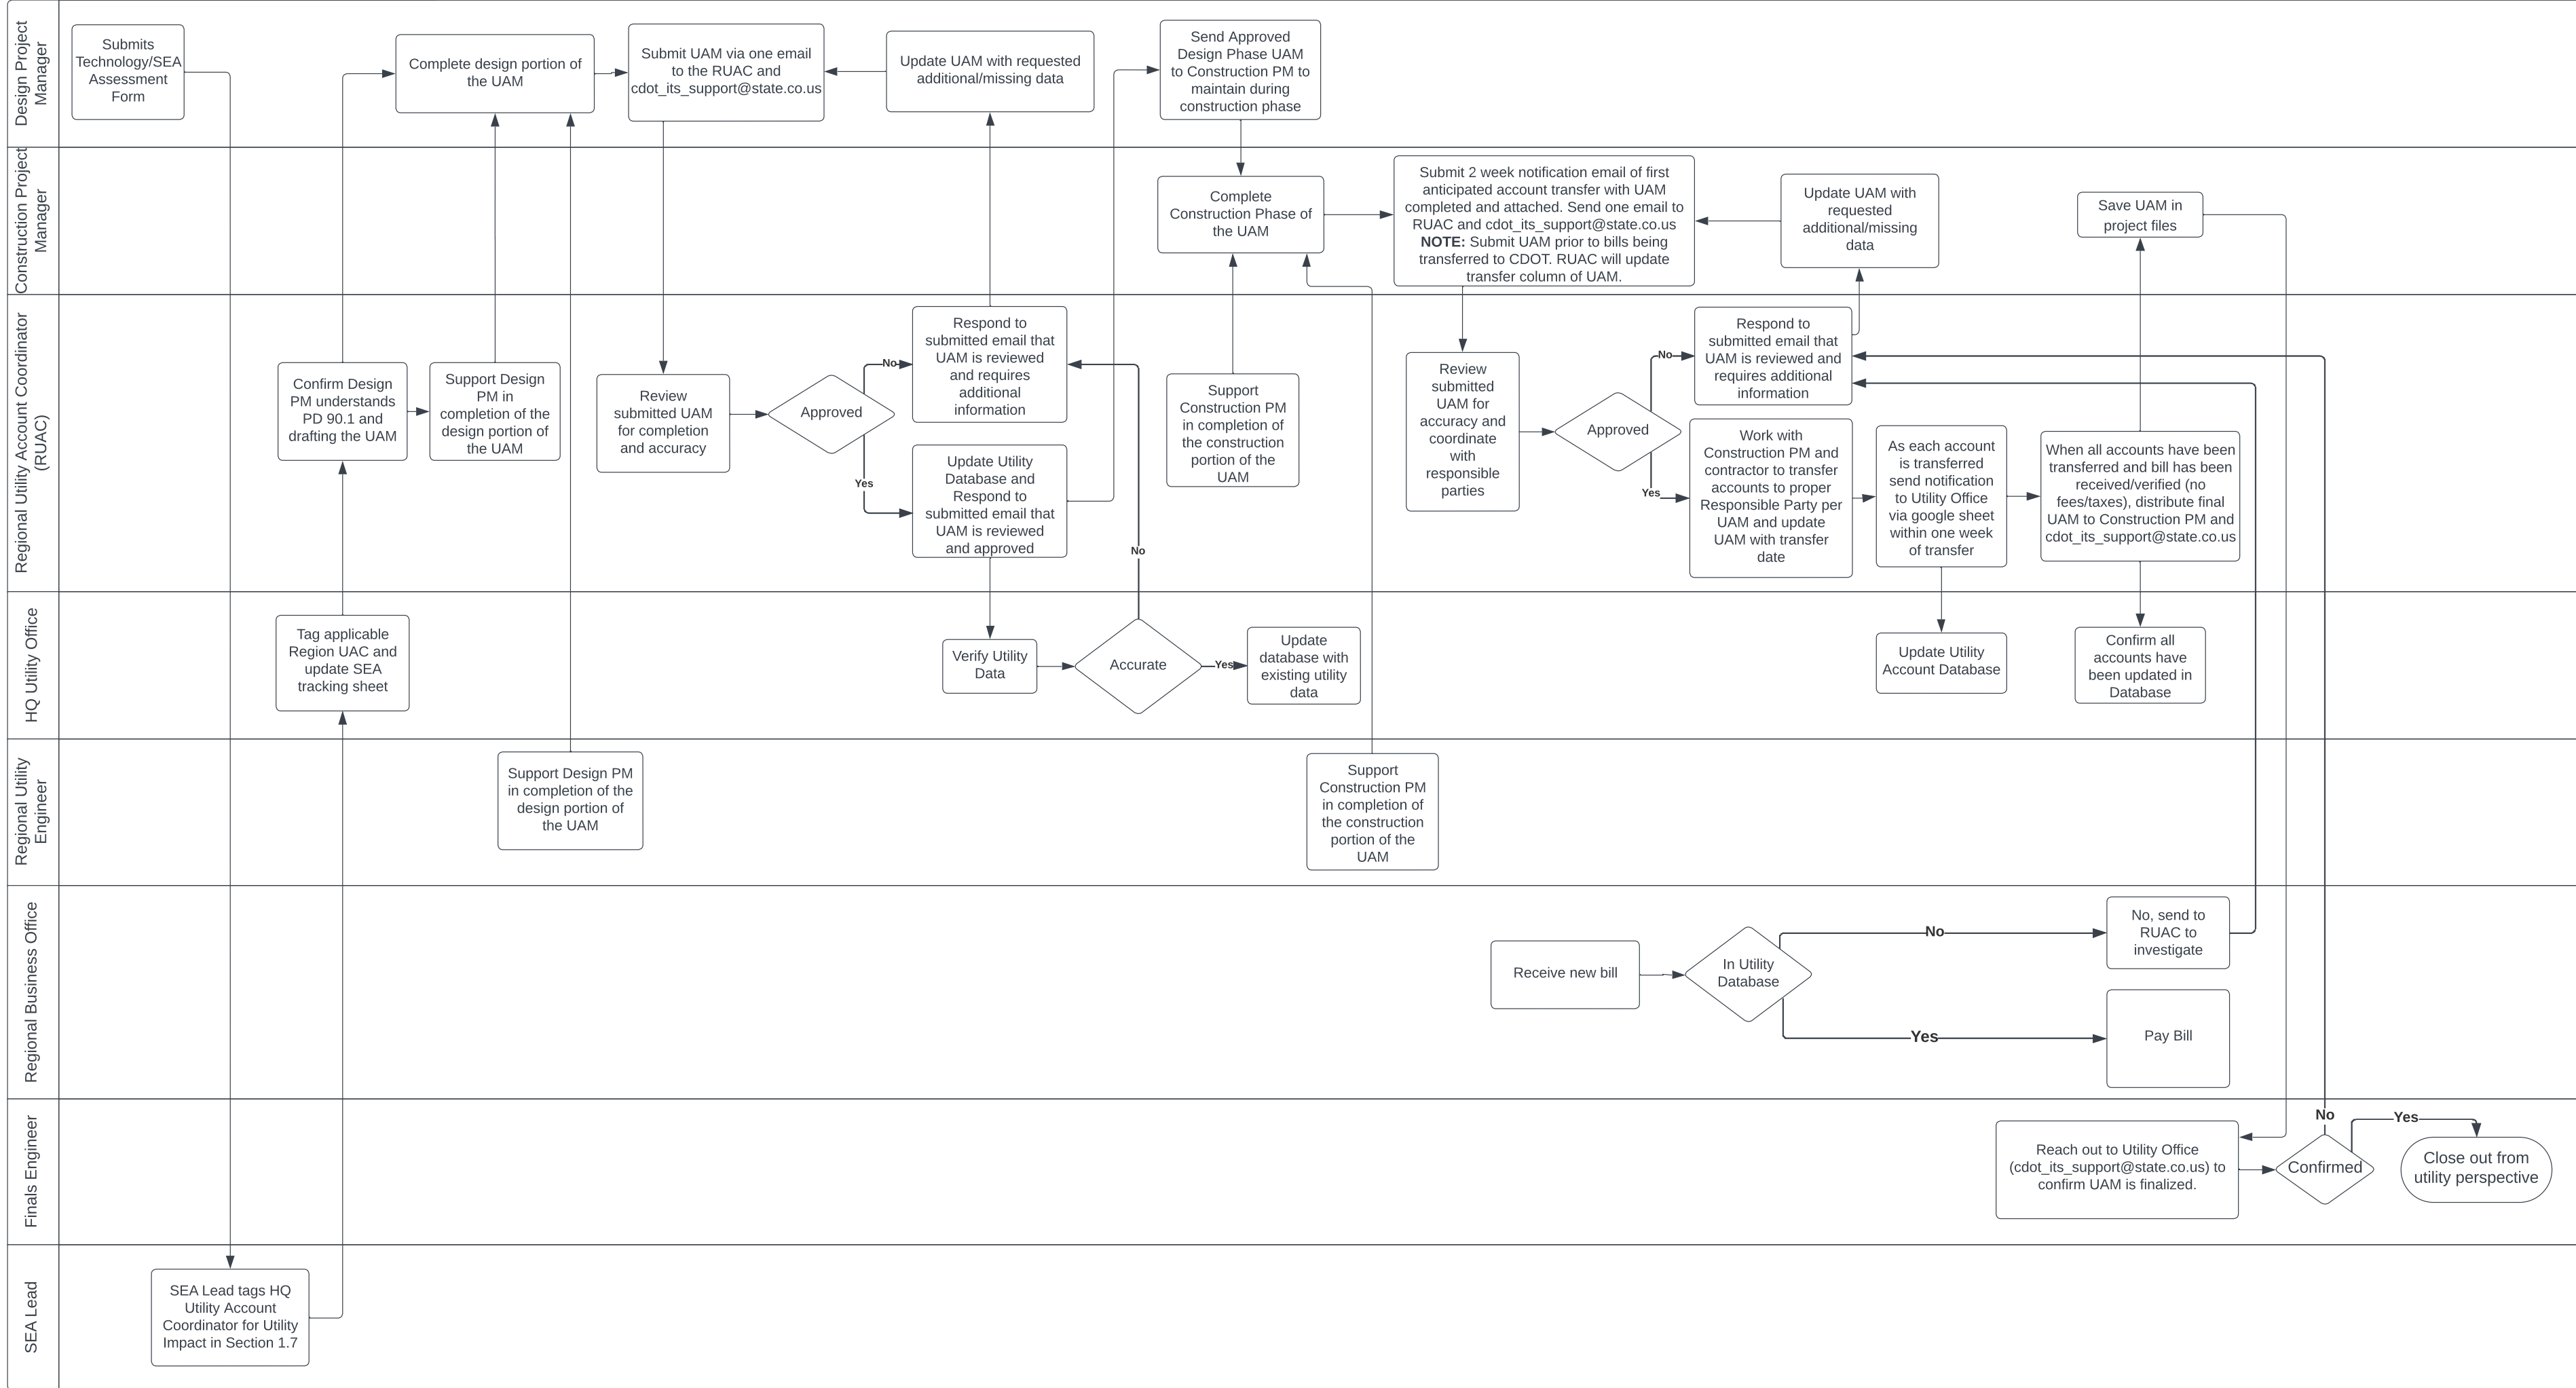 Design Project
Manager
Submits
Technology/SEA
Assessment
Form
Complete design portion of
the UAM
Submit UAM via one email
to the RUAC and
cdot_its_support@state.co.us
Update UAM with requested
additional/missing data
Send Approved
Design Phase UAM
to Construction PM to
maintain during
construction phase
Construction Project
Manager
Complete
Construction Phase of
the UAM
Submit 2 week notification email of first
anticipated account transfer with UAM
completed and attached. Send one email to
RUAC and cdot_its_support@state.co.us
NOTE: Submit UAM prior to bills being
transferred to CDOT. RUAC will update
transfer column of UAM.
Update UAM with
requested
additional/missing
data
Save UAM in
project files
Regional Utility Account Coordinator
(RUAC)
Confirm Design
PM understands
PD 90.1 and
drafting the UAM
Support Design
PM in
completion of the
design portion of
the UAM
Review
submitted UAM
for completion
and accuracy
Approved
No
Yes
Respond to
submitted email that
UAM is reviewed
and requires
additional
information
Update Utility
Database and
Respond to
submitted email that
UAM is reviewed
and approved
No
Support
Construction PM
in completion of
the construction
portion of the
UAM
Review
submitted
UAM for
accuracy and
coordinate
with
responsible
parties
Approved
No
Yes
Respond to
submitted email that
UAM is reviewed and
requires additional
information
Work with
Construction PM and
contractor to transfer
accounts to proper
Responsible Party per
UAM and update
UAM with transfer
date
As each account
is transferred
send notification
to Utility Office
via google sheet
within one week
of transfer
When all accounts have been
transferred and bill has been
received/verified (no
fees/taxes), distribute final
UAM to Construction PM and
cdot_its_support@state.co.us
HQ Utility Office
Tag applicable
Region UAC and
update SEA
tracking sheet
Verify Utility
Data
Accurate
Yes
Update
database with
existing utility
data
Update Utility
Account Database
Confirm all
accounts have
been updated in
Database
Regional Utility
Engineer
Support Design PM
in completion of the
design portion of
the UAM
Support
Construction PM
in completion of
the construction
portion of the
UAM
Regional Business Office
Receive new bill
In Utility
Database
No
Yes
No, send to
RUAC to
investigate
Pay Bill
Finals Engineer
Reach out to Utility Office
(cdot_its_support@state.co.us) to
confirm UAM is finalized.
Confirmed
No
Yes
Close out from
utility perspective
SEA Lead
SEA Lead tags HQ
Utility Account
Coordinator for Utility
Impact in Section 1.7